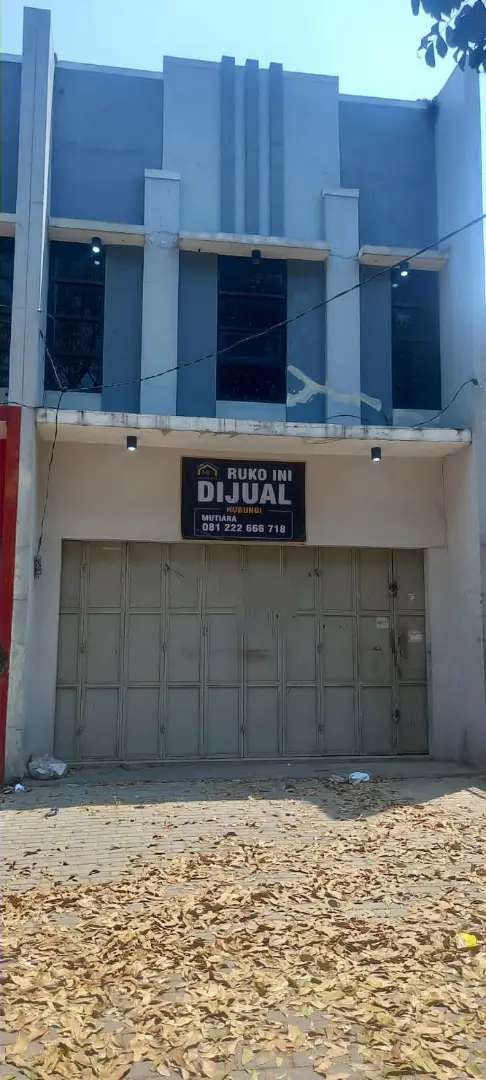 RUKO INI
DIJUAL
HUBUNGI
MUTIARA
081 222 666 718